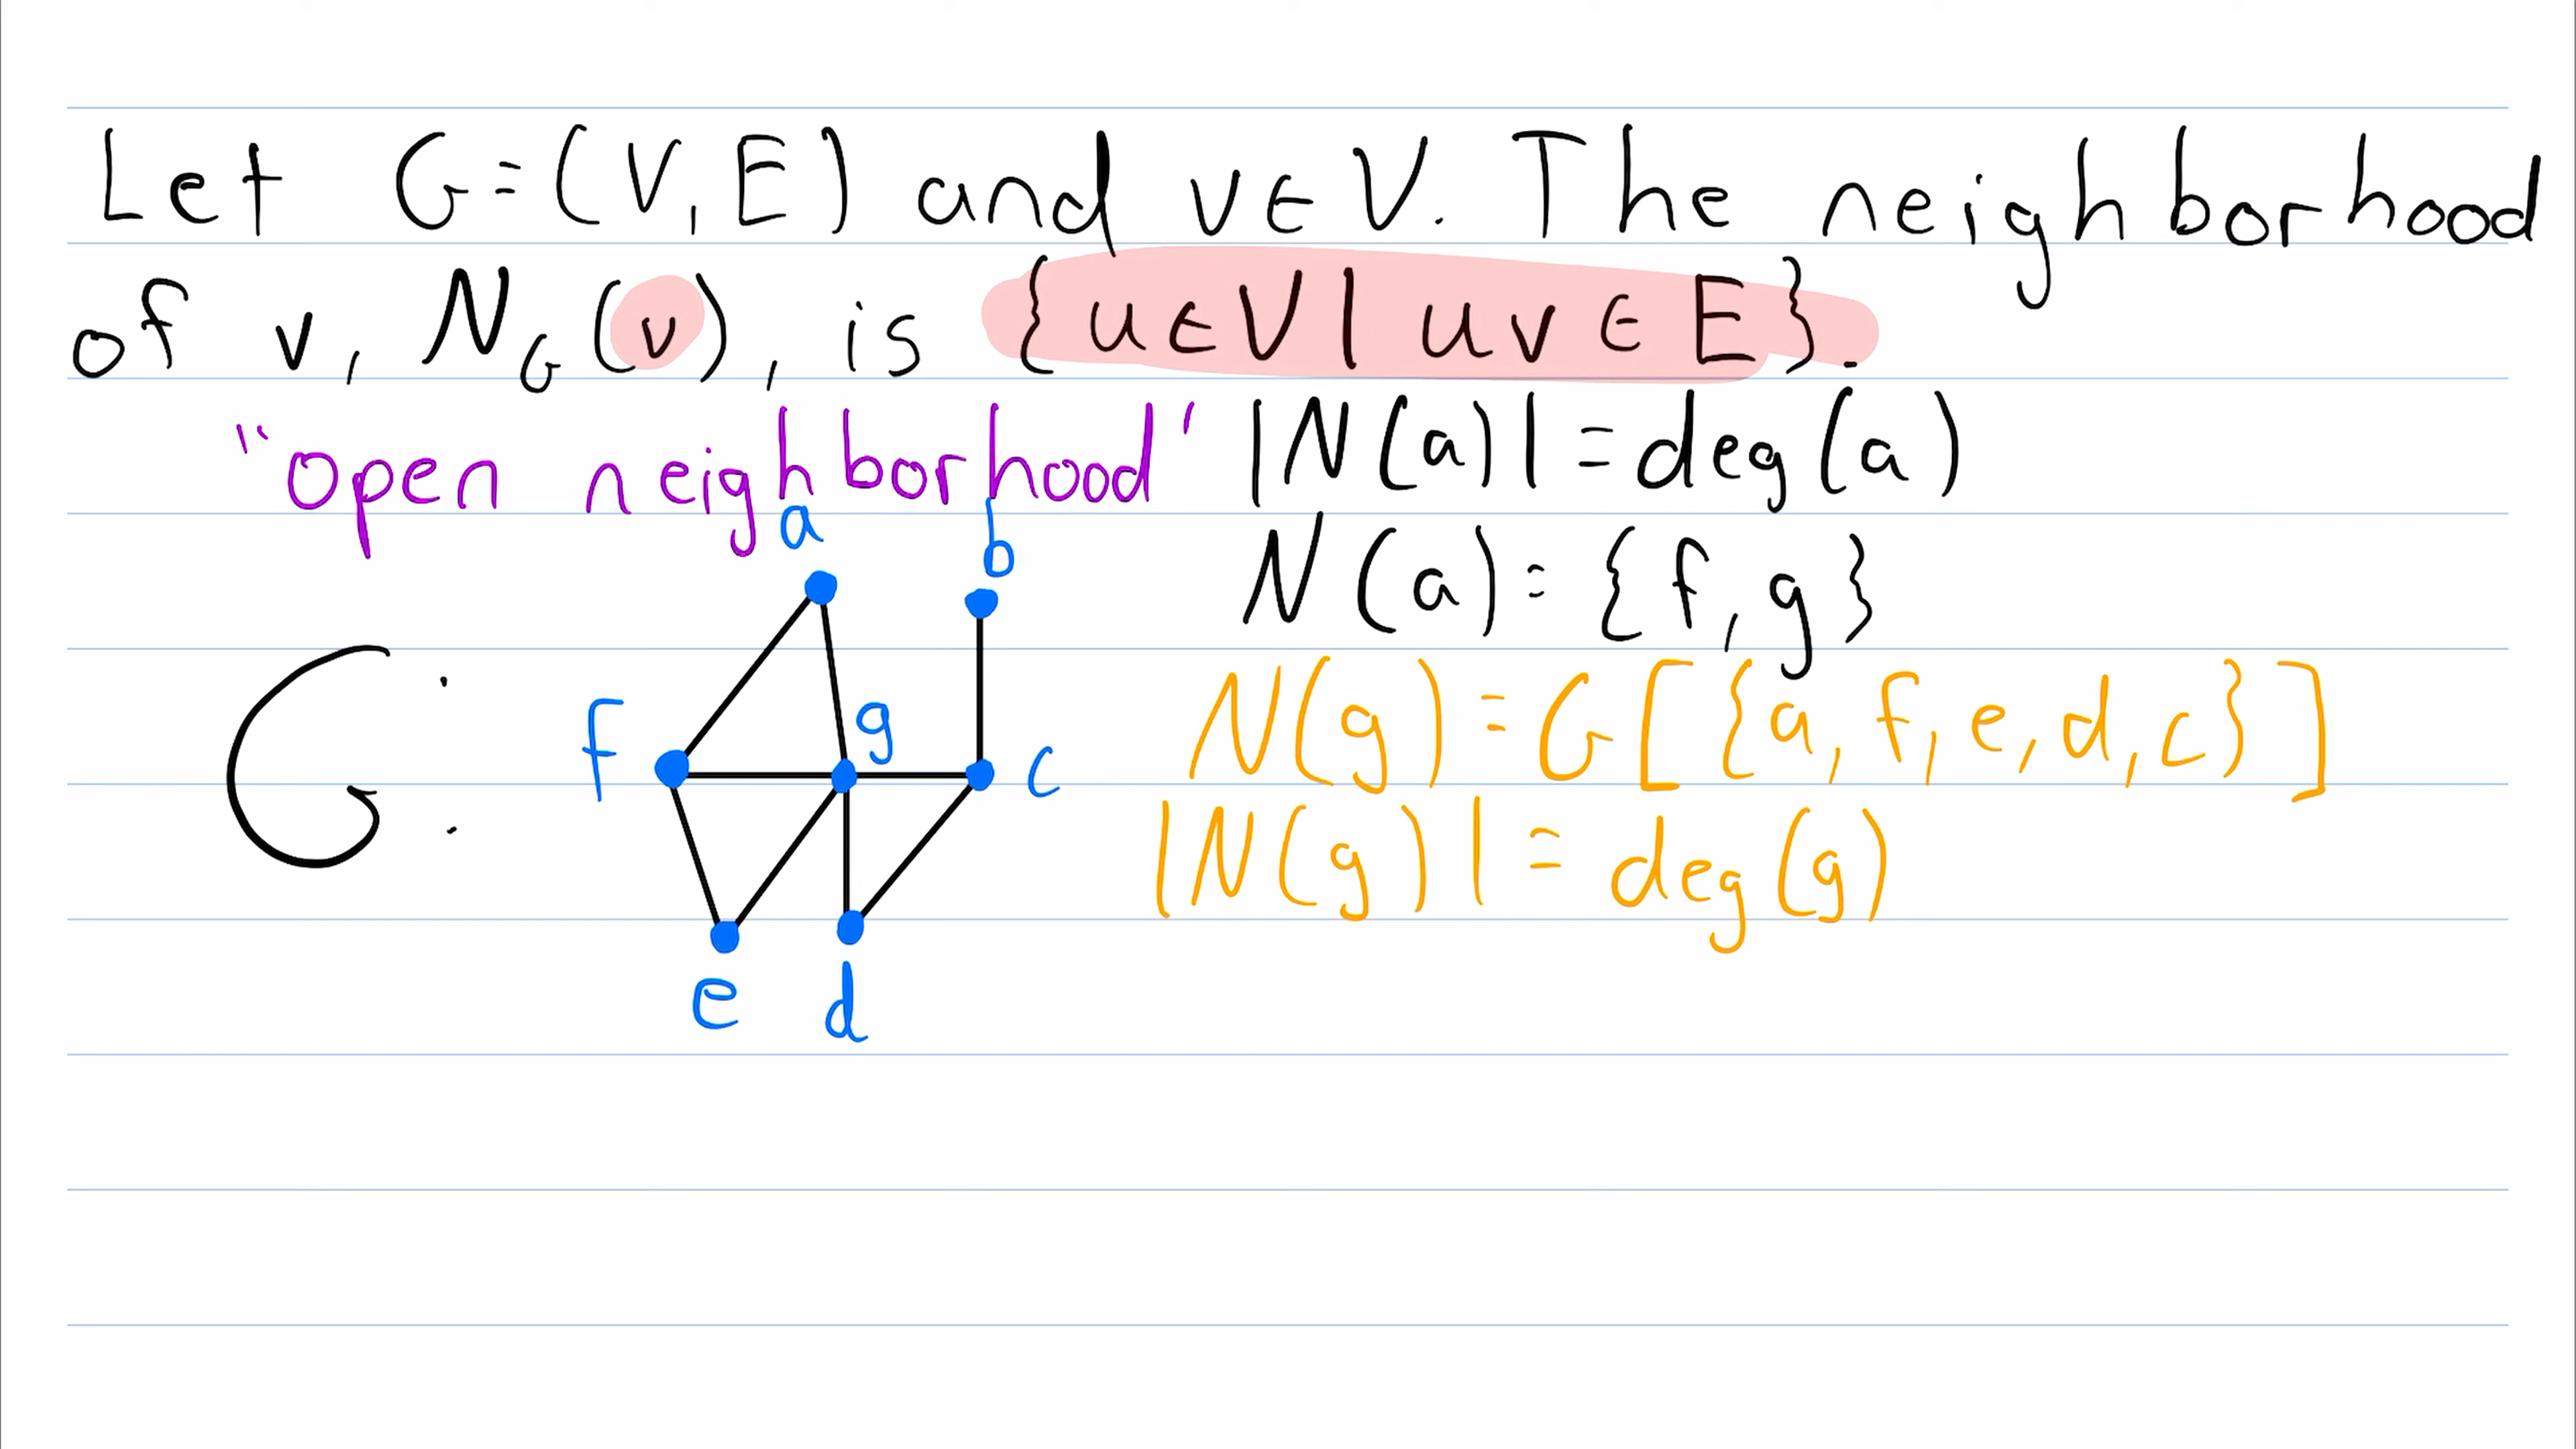 Let G=(V,E) and v∈V. The neighborhood
of v, N_G(v), is {u∈V | uv∈E}.
"open neighborhood" |N(a)|=deg(a)
a b
N(a)={f,g}
G: f g c
N(g)=G[{a,f,e,d,c}]
|N(g)|=deg(g)
e d